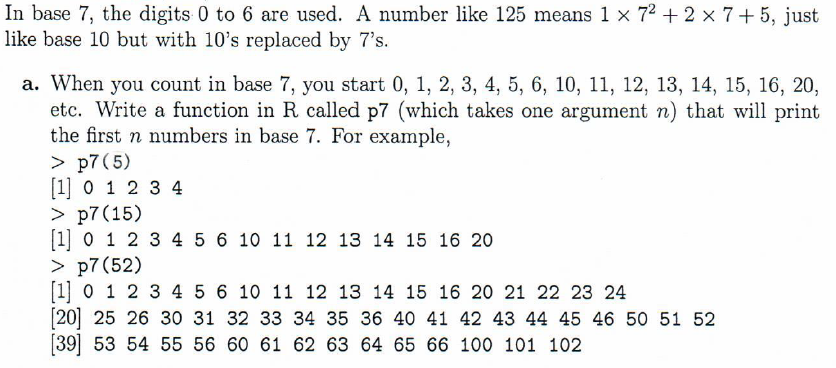 In base 7, the digits 0 to 6 are used. A number like 125 means 1 × 7² + 2 × 7 + 5, just
like base 10 but with 10's replaced by 7's.
a. When you count in base 7, you start 0, 1, 2, 3, 4, 5, 6, 10, 11, 12, 13, 14, 15, 16, 20,
etc. Write a function in R called p7 (which takes one argument n) that will print
the first n numbers in base 7. For example,
> p7(5)
[1] 0 1 2 3 4
> p7(15)
[1] 0 1 2 3 4 5 6 10 11 12 13 14 15 16 20
> p7(52)
[1] 0 1 2 3 4 5 6 10 11 12 13 14 15 16 20 21 22 23 24
[20] 25 26 30 31 32 33 34 35 36 40 41 42 43 44 45 46 50 51 52
[39] 53 54 55 56 60 61 62 63 64 65 66 100 101 102